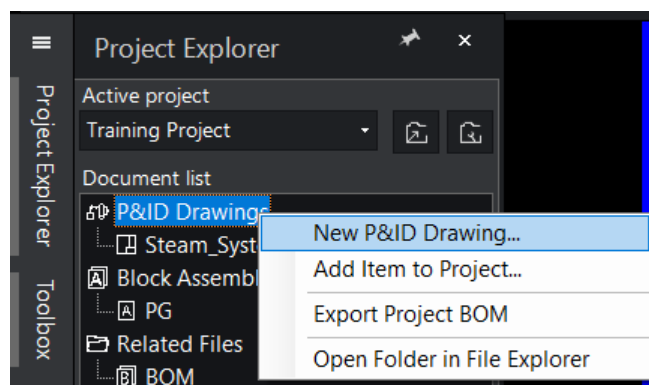 Project Explorer
Active project
Training Project
Document list
P&ID Drawings
Steam_Syst
Block Assembl
A PG
Related Files
B BOM
New P&ID Drawing...
Add Item to Project...
Export Project BOM
Open Folder in File Explorer
Project Explorer
Toolbox